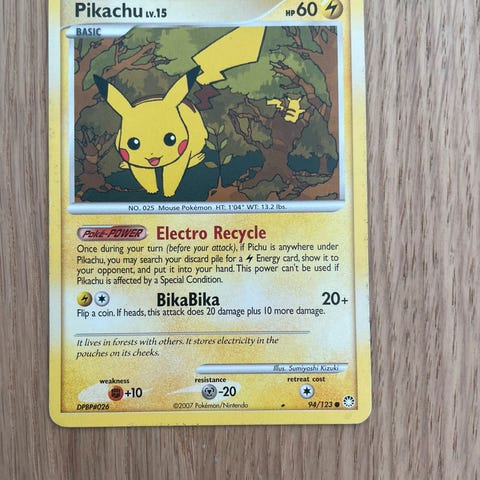 Pikachu LV.15 HP 60
BASIC
NO. 025 Mouse Pokémon HT: 1'04" WT: 13.2 lbs.
Poké-POWER Electro Recycle
Once during your turn (before your attack), if Pichu is anywhere under
Pikachu, you may search your discard pile for a Energy card, show it to
your opponent, and put it into your hand. This power can't be used if
Pikachu is affected by a Special Condition.
BikaBika 20+
Flip a coin. If heads, this attack does 20 damage plus 10 more damage.
It lives in forests with others. It stores electricity in the
pouches on its cheeks.
Illus. Sumiyoshi Kizuki
weakness resistance retreat cost
+10 -20
DPBP#026 ©2007 Pokémon/Nintendo 94/123